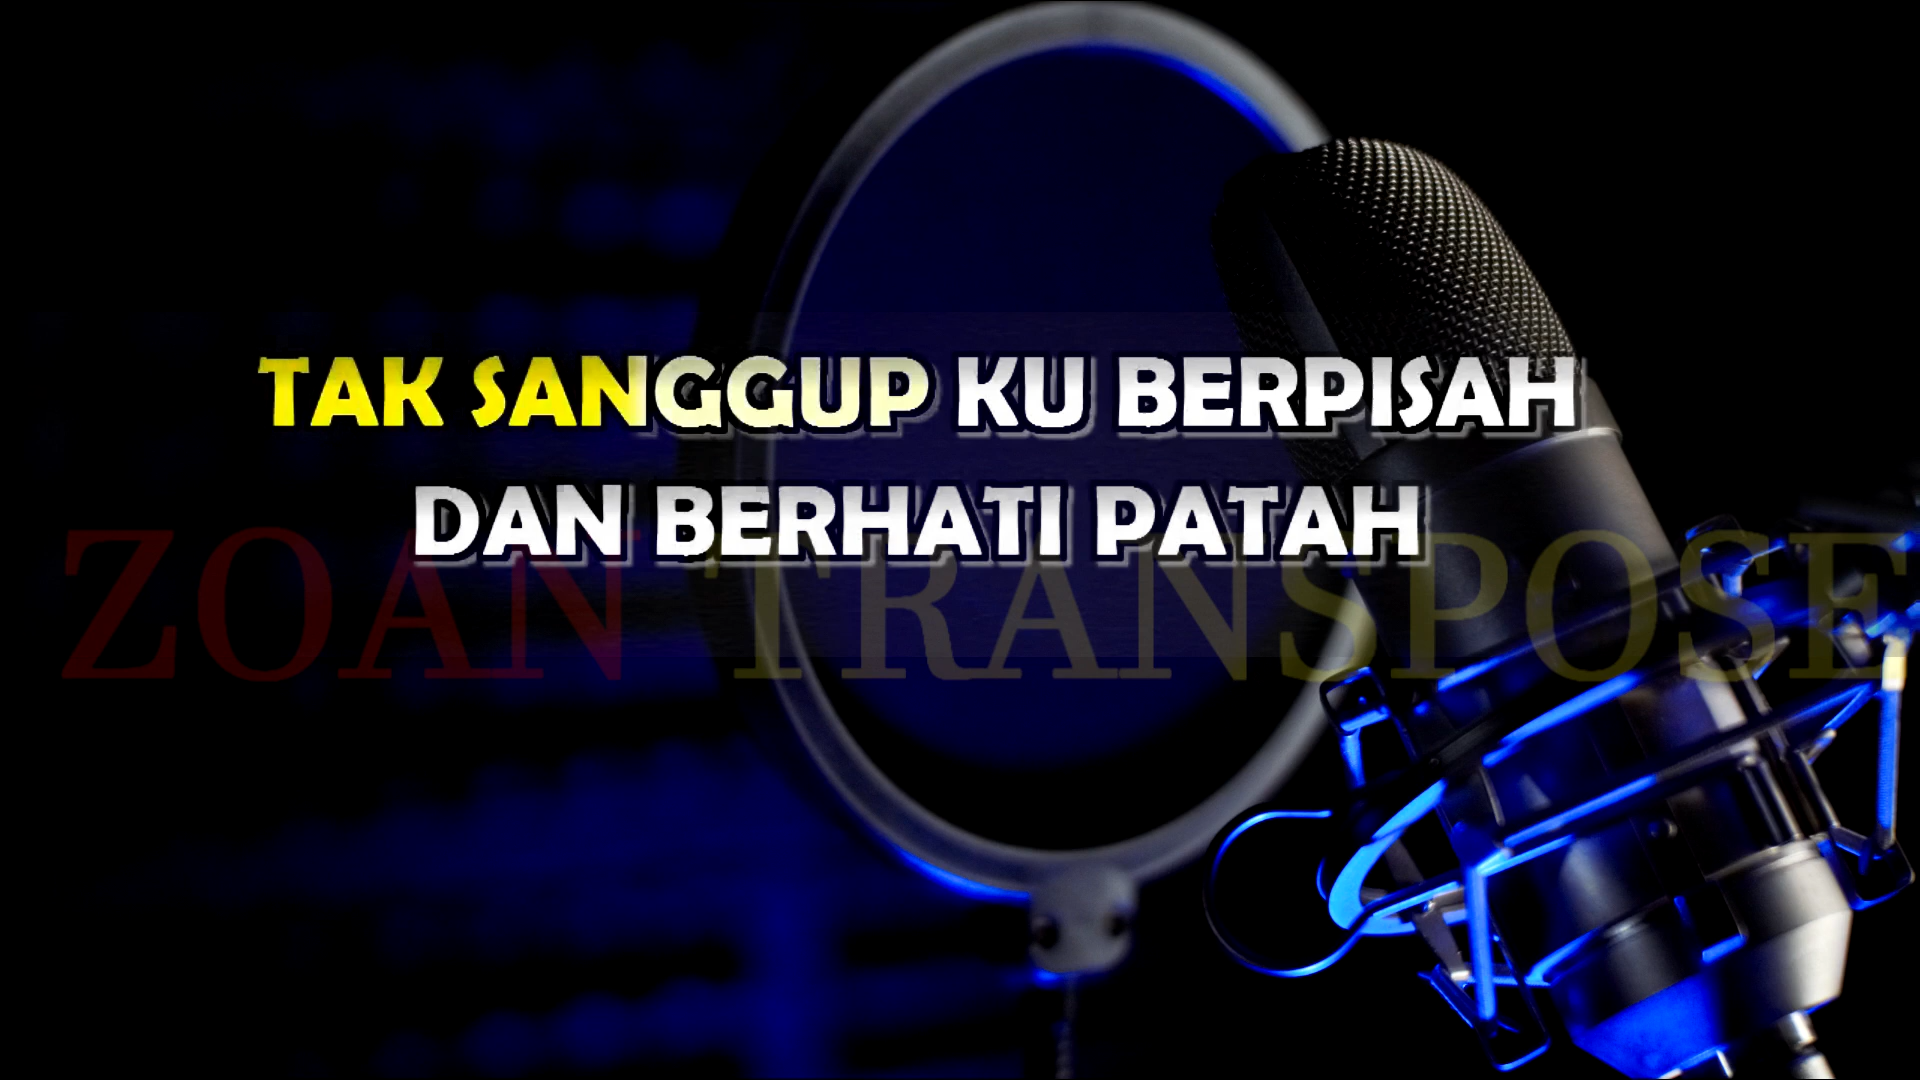 TAK SANGGUP KU BERPISAH
DAN BERHATI PATAH
ZOAN TRANSPOSE